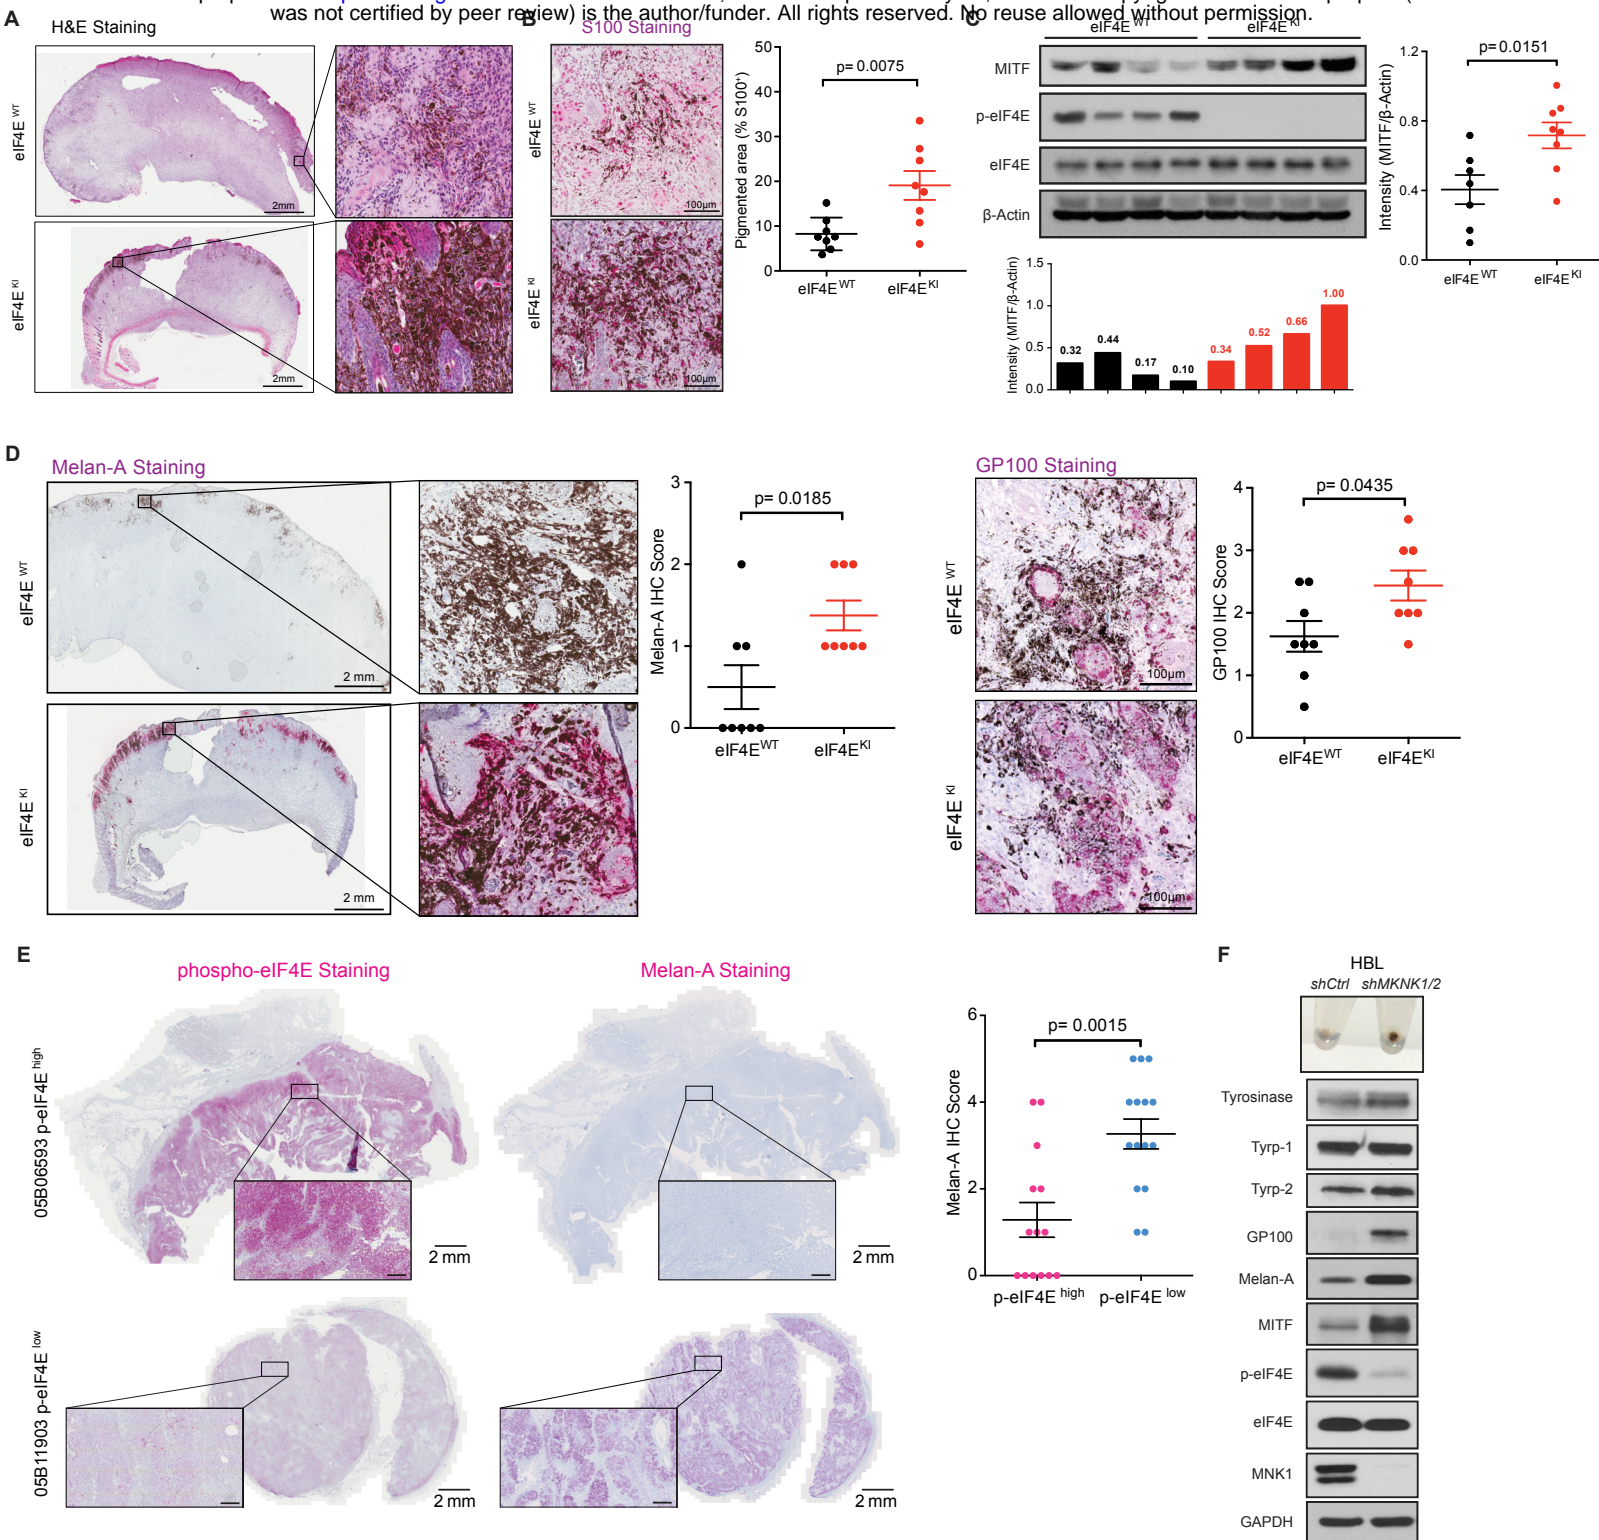 was not certified by peer review) is the author/funder. All rights reserved. No reuse allowed without permission.
A
H&E Staining
eIF4E WT
2mm
eIF4E KI
2mm
B
S100 Staining
eIF4E WT
100µm
eIF4E KI
100µm
Pigmented area (% S100+)
50
40
30
20
10
0
p= 0.0075
eIF4E WT
eIF4E KI
C
eIF4E WT
eIF4E KI
MITF
p-eIF4E
eIF4E
β-Actin
Intensity (MITF/β-Actin)
1.5
1.0
0.5
0.0
0.32
0.44
0.17
0.10
0.34
0.52
0.66
1.00
Intensity (MITF/β-Actin)
1.2
0.8
0.4
0.0
p=0.0151
eIF4E WT
eIF4E KI
D
Melan-A Staining
eIF4E WT
2 mm
eIF4E KI
2 mm
Melan-A IHC Score
3
2
1
0
p= 0.0185
eIF4E WT
eIF4E KI
GP100 Staining
eIF4E WT
100µm
eIF4E KI
100µm
GP100 IHC Score
4
3
2
1
0
p= 0.0435
eIF4E WT
eIF4E KI
E
phospho-eIF4E Staining
Melan-A Staining
05B06593 p-eIF4E high
2 mm
2 mm
05B11903 p-eIF4E low
2 mm
2 mm
Melan-A IHC Score
6
4
2
0
p= 0.0015
p-eIF4E high
p-eIF4E low
F
HBL
shCtrl shMKNK1/2
Tyrosinase
Tyrp-1
Tyrp-2
GP100
Melan-A
MITF
p-eIF4E
eIF4E
MNK1
GAPDH